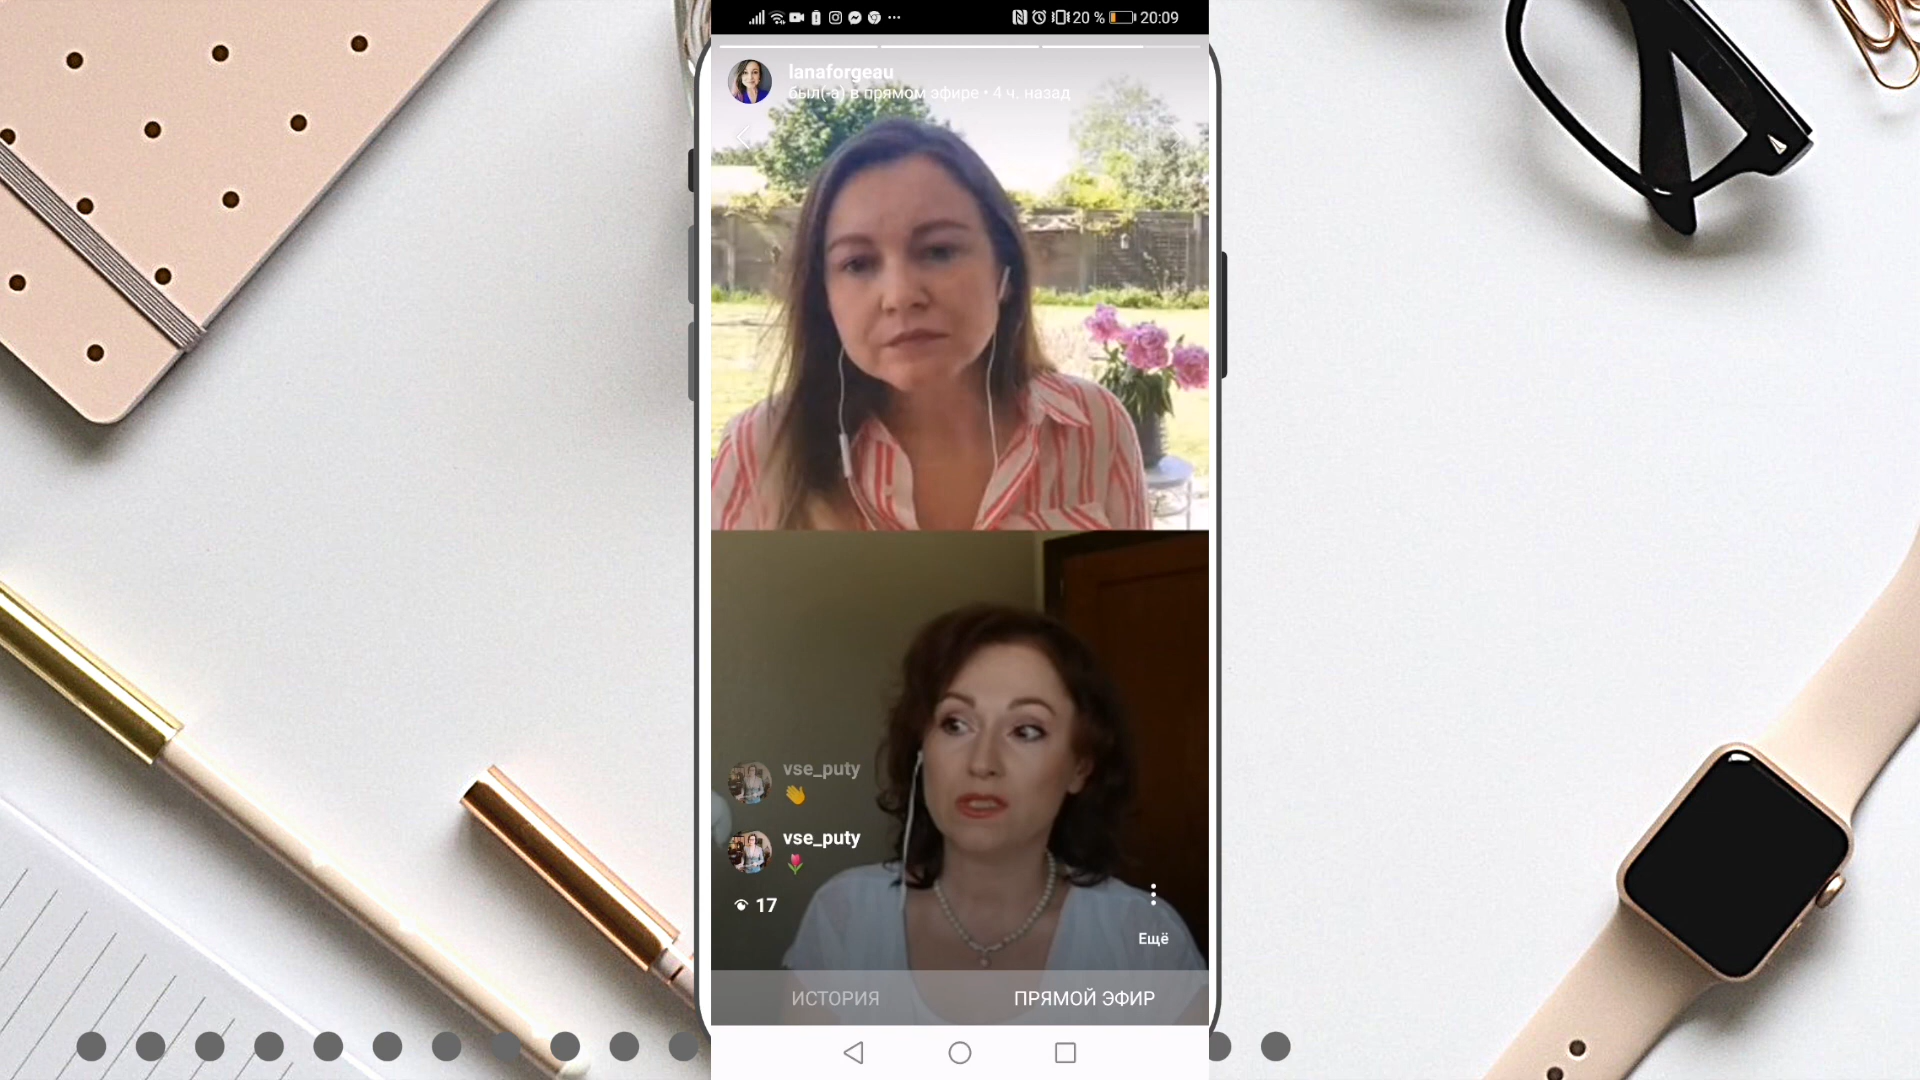 20 % 20:09
lanaforgeau
был(-а) в прямом эфире • 4 ч. назад
vse_puty
vse_puty
17
Ещё
ИСТОРИЯ ПРЯМОЙ ЭФИР